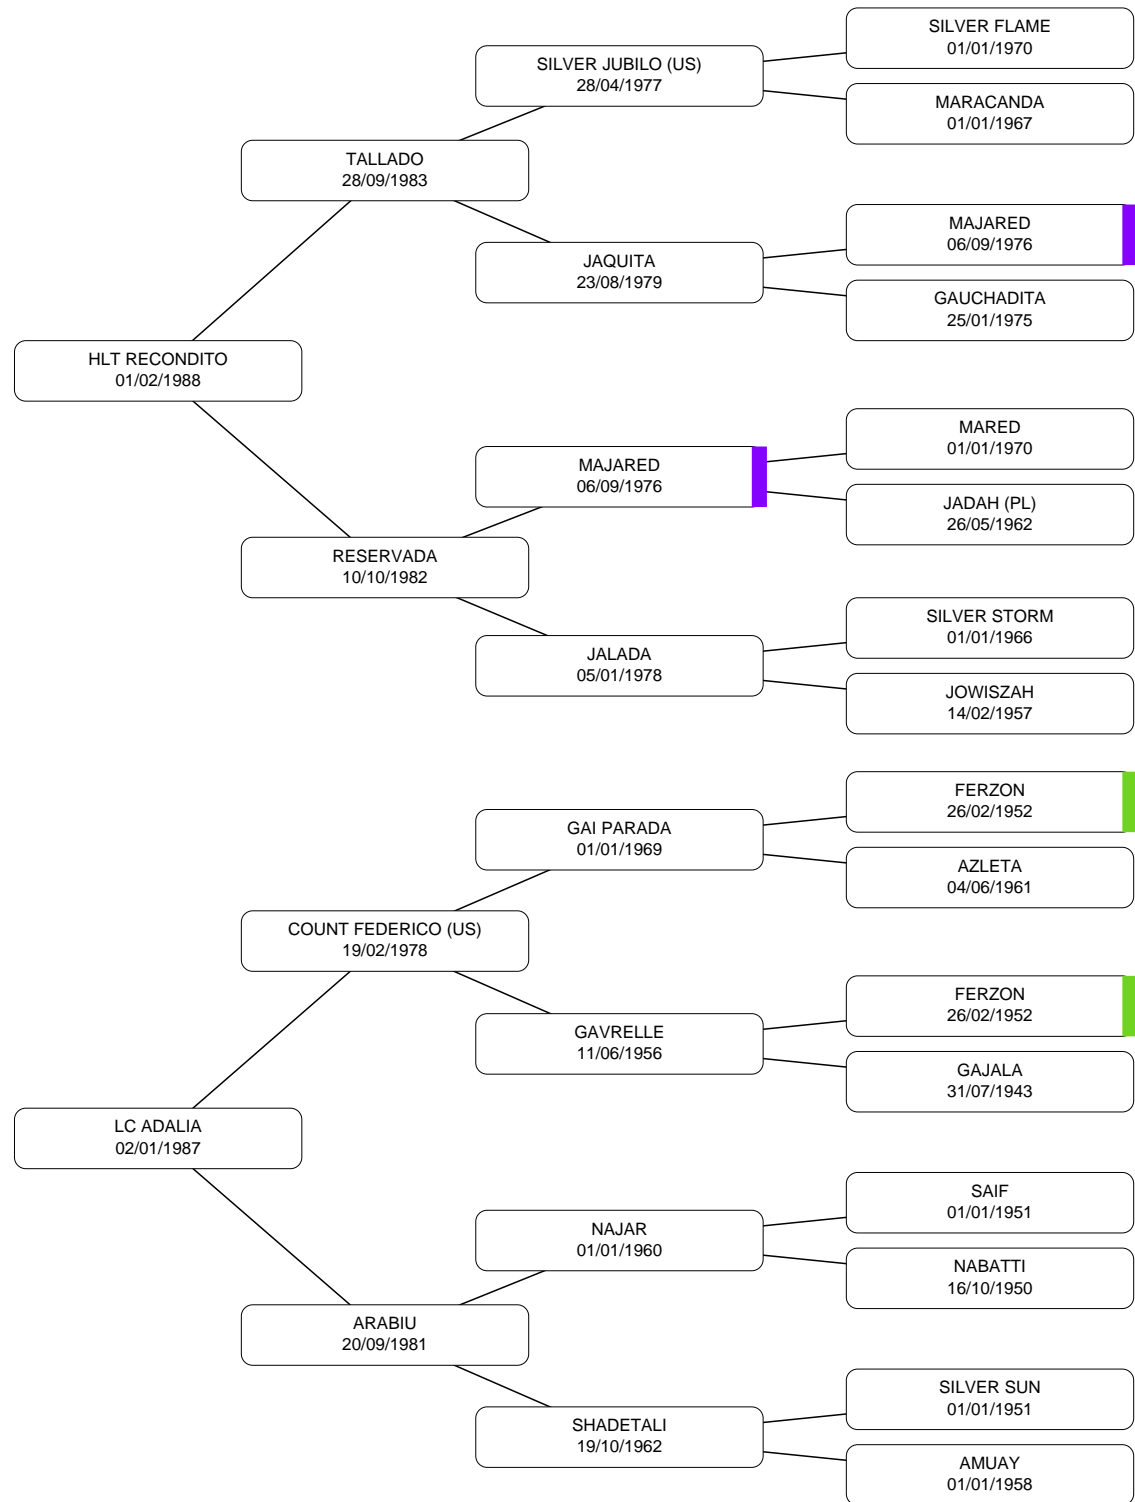 SILVER FLAME
01/01/1970
SILVER JUBILO (US)
28/04/1977
MARACANDA
01/01/1967
TALLADO
28/09/1983
MAJARED
06/09/1976
JAQUITA
23/08/1979
GAUCHADITA
25/01/1975
HLT RECONDITO
01/02/1988
MARED
01/01/1970
MAJARED
06/09/1976
JADAH (PL)
26/05/1962
RESERVADA
10/10/1982
SILVER STORM
01/01/1966
JALADA
05/01/1978
JOWISZAH
14/02/1957
FERZON
26/02/1952
GAI PARADA
01/01/1969
AZLETA
04/06/1961
COUNT FEDERICO (US)
19/02/1978
FERZON
26/02/1952
GAVRELLE
11/06/1956
GAJALA
31/07/1943
LC ADALIA
02/01/1987
SAIF
01/01/1951
NAJAR
01/01/1960
NABATTI
16/10/1950
ARABIU
20/09/1981
SILVER SUN
01/01/1951
SHADETALI
19/10/1962
AMUAY
01/01/1958